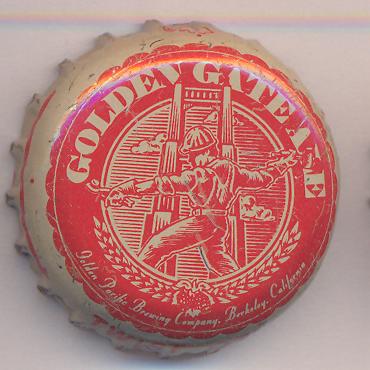 GOLDEN GATE ALE
Golden Pacific Brewing Company, Berkeley, California